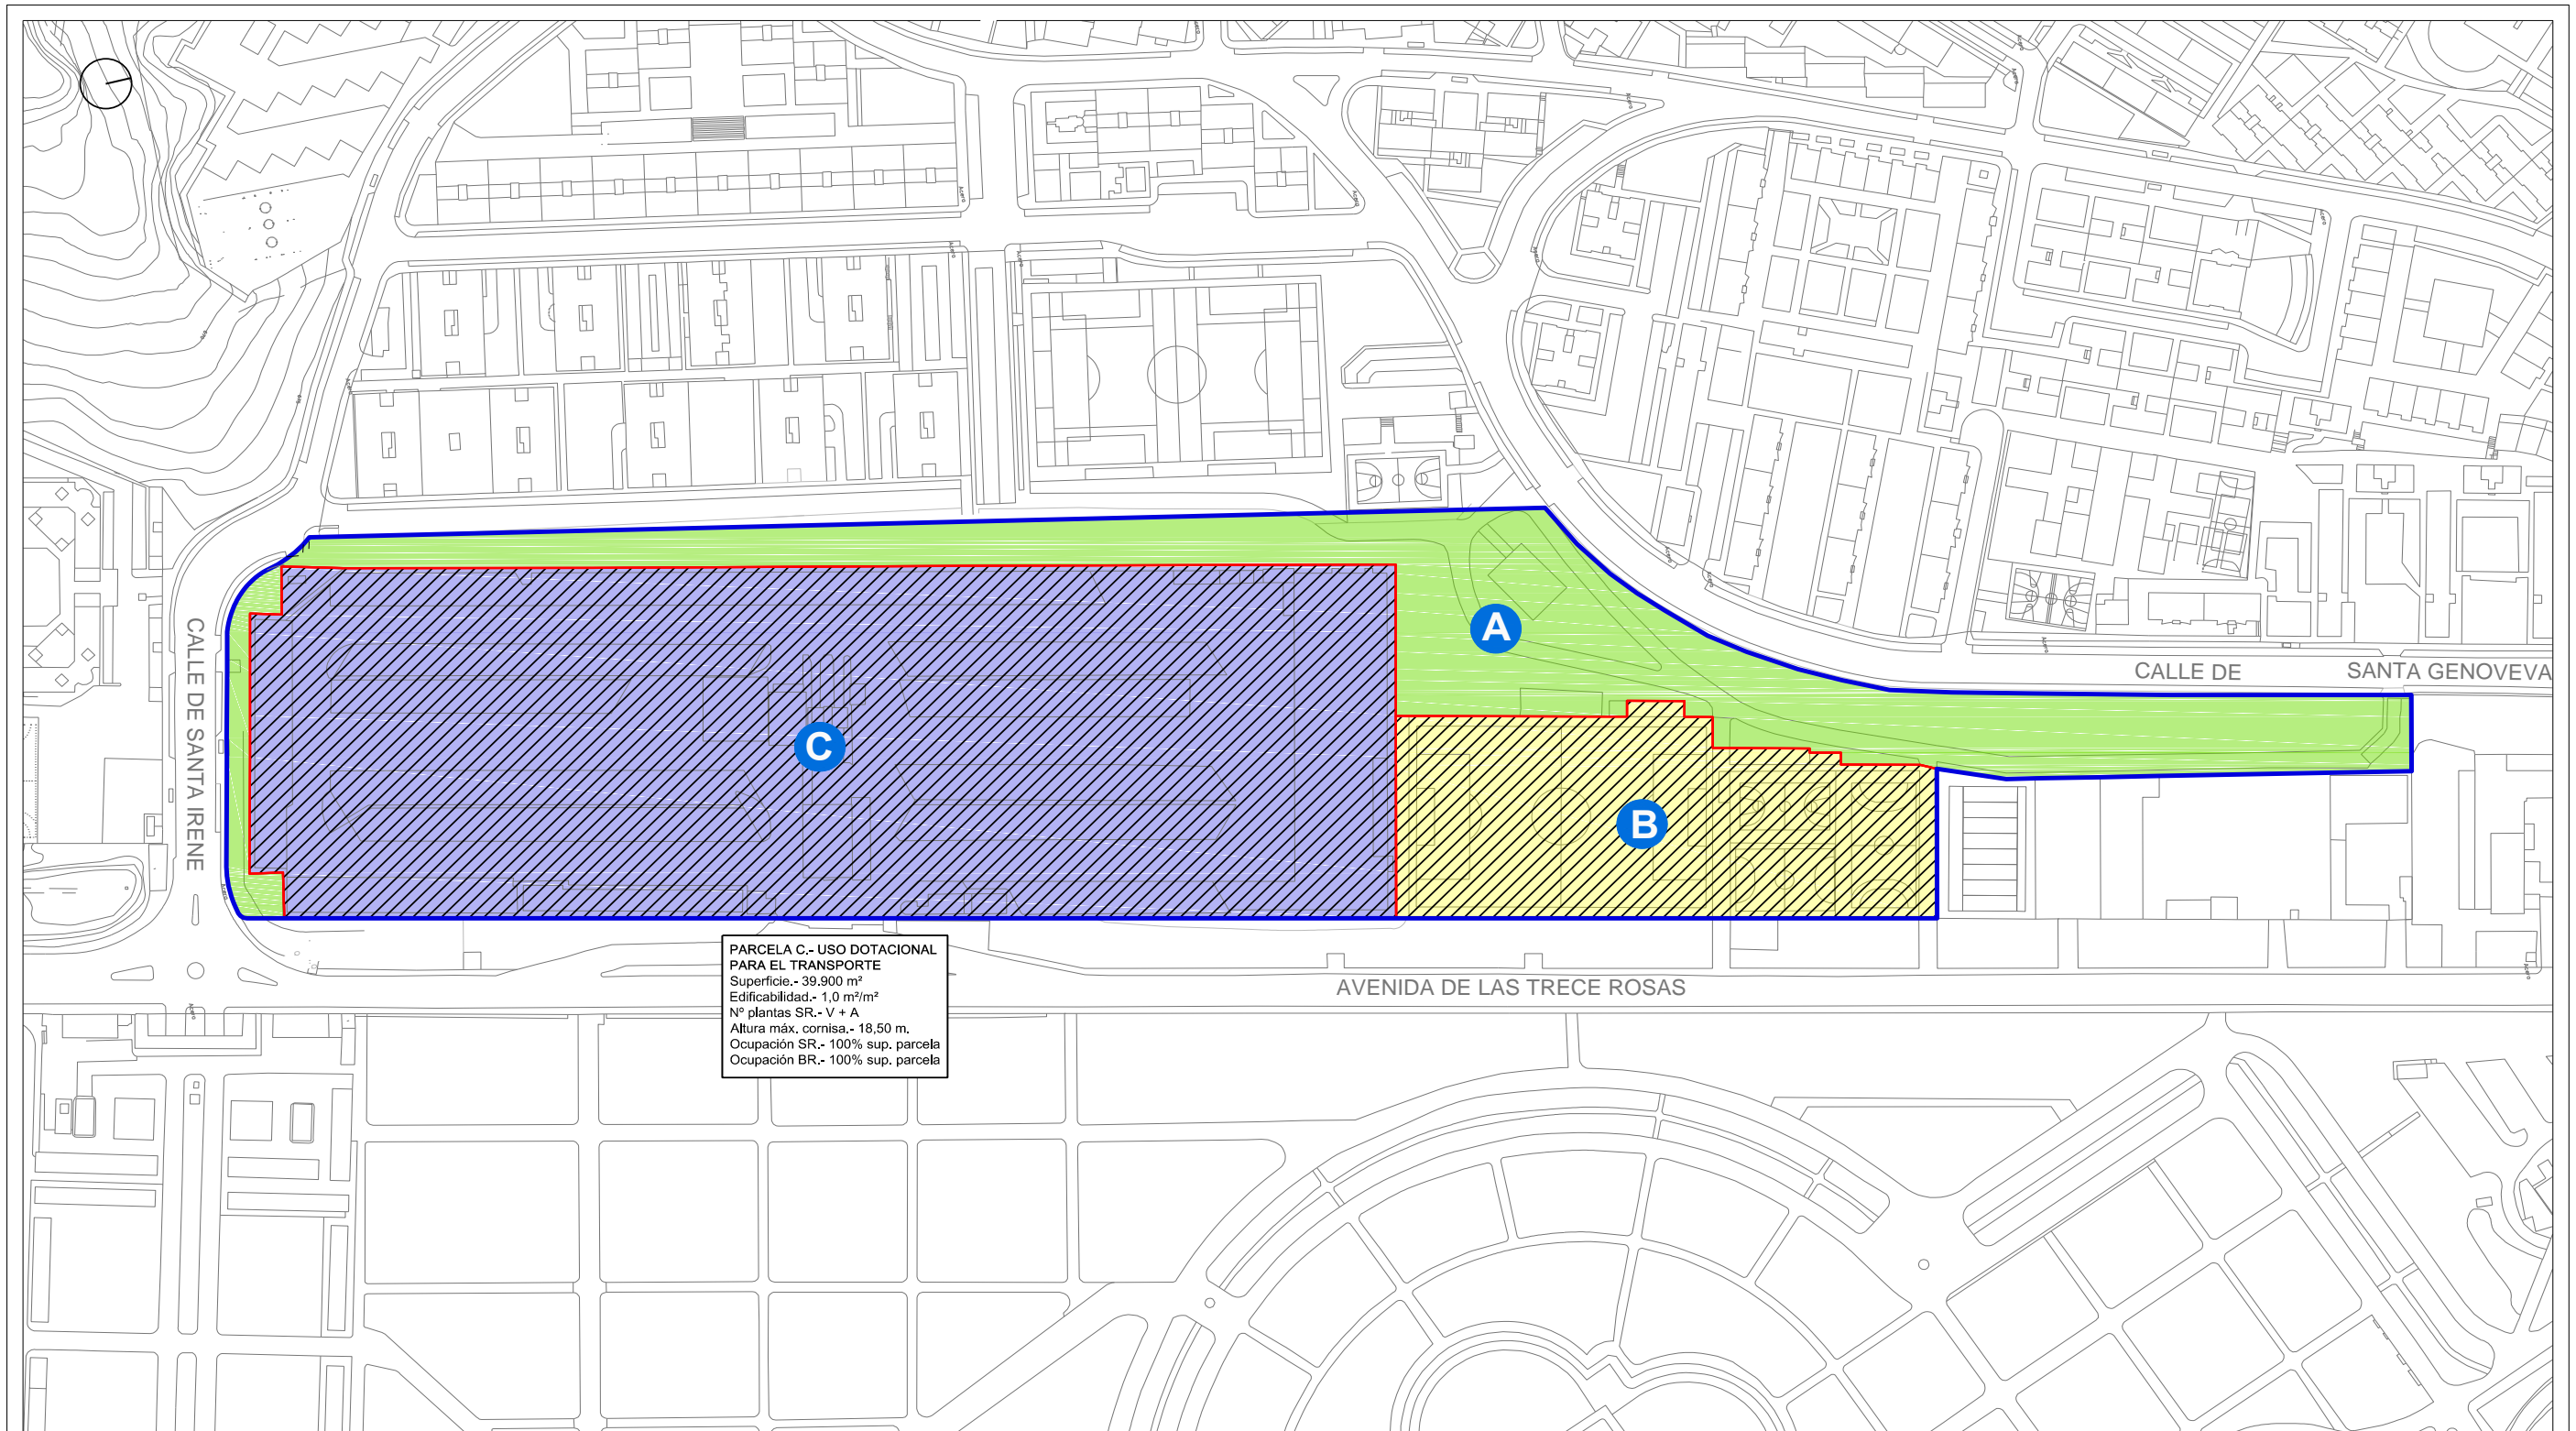 A
CALLE DE SANTA GENOVEVA
CALLE DE SANTA IRENE
C
B
PARCELA C.- USO DOTACIONAL
PARA EL TRANSPORTE
Superficie.- 39.900 m²
Edificabilidad.- 1,0 m²/m²
Nº plantas SR.- V + A
Altura máx. cornisa.- 18,50 m.
Ocupación SR.- 100% sup. parcela
Ocupación BR.- 100% sup. parcela
AVENIDA DE LAS TRECE ROSAS